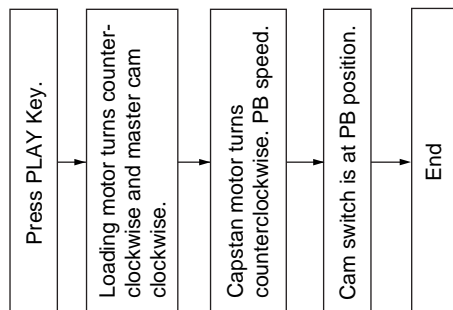 Press PLAY Key.
Loading motor turns counter-
clockwise and master cam
clockwise.
Capstan motor turns
counterclockwise. PB speed.
Cam switch is at PB position.
End